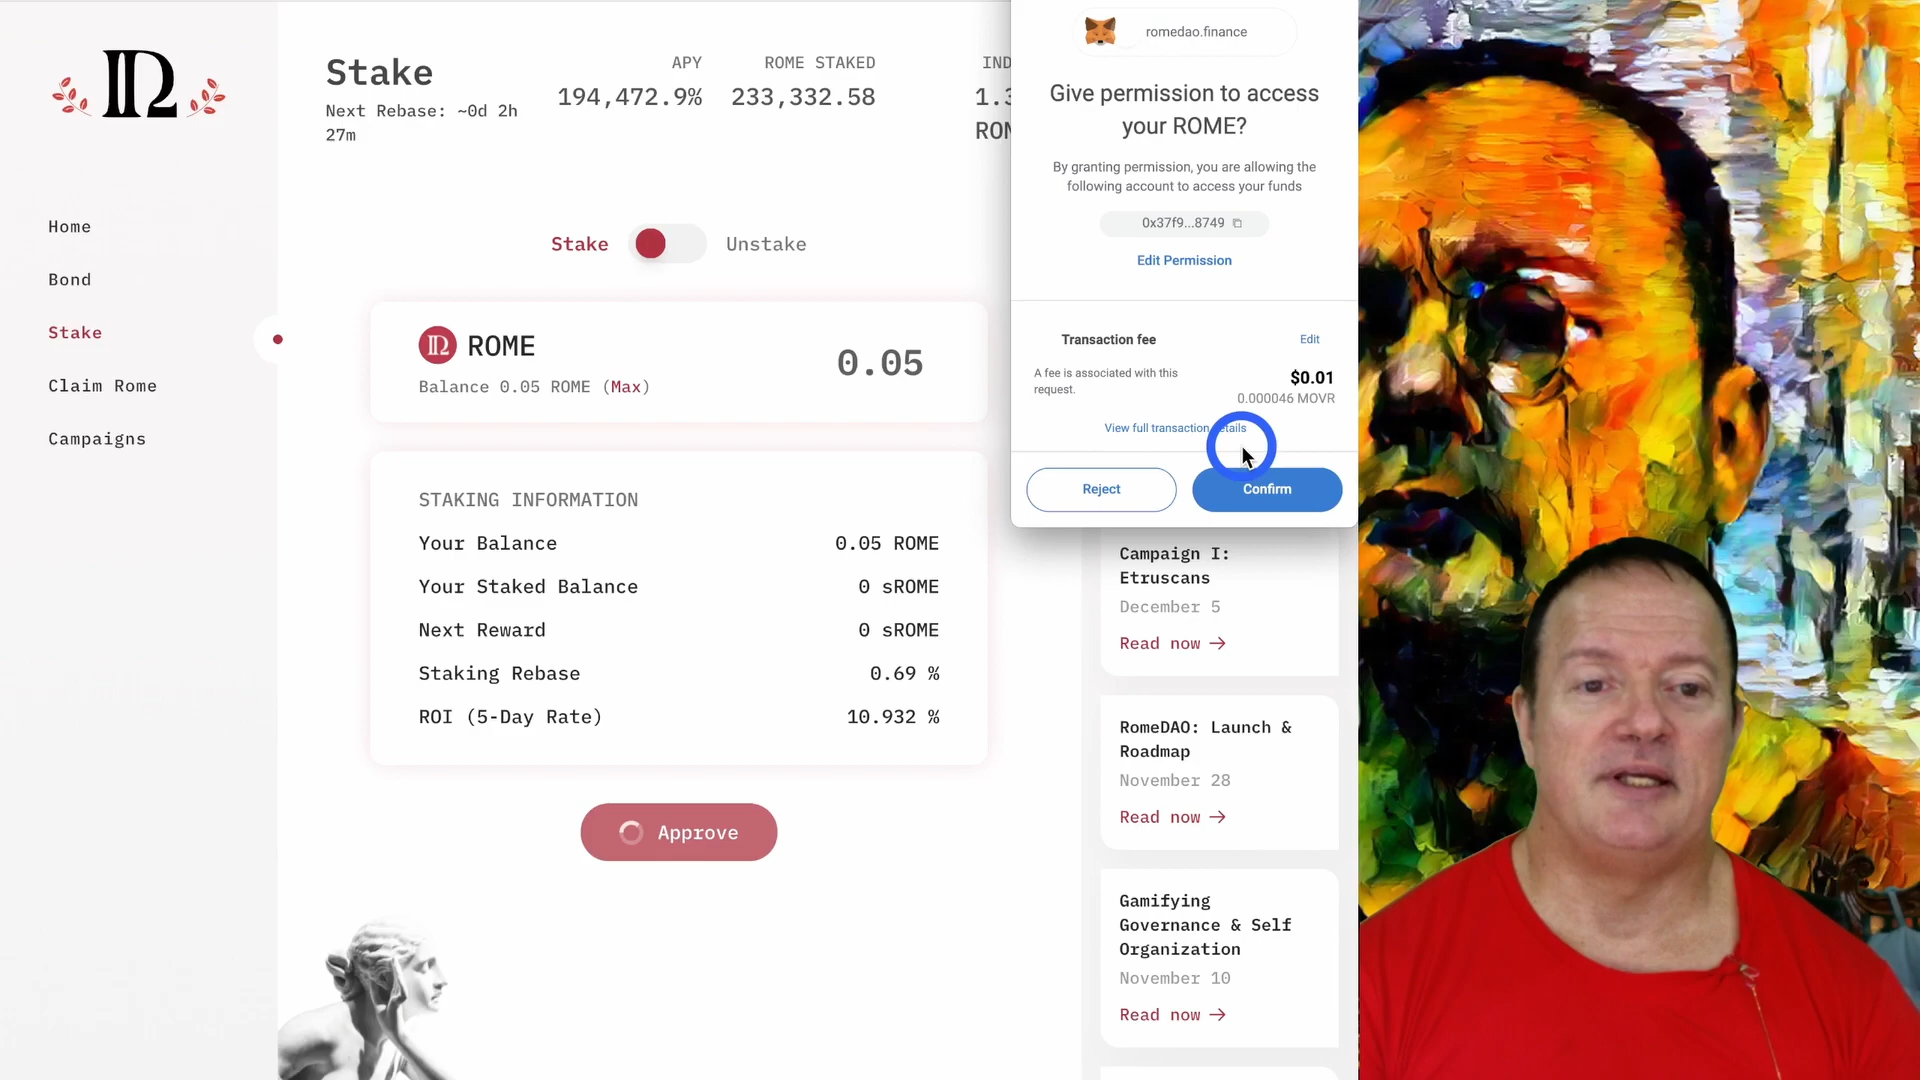 Home
Bond
Stake
Claim Rome
Campaigns
Stake
Next Rebase: ~0d 2h
27m
APY
194,472.9%
ROME STAKED
233,332.58
Stake
Unstake
ROME
Balance 0.05 ROME (Max)
0.05
STAKING INFORMATION
Your Balance 0.05 ROME
Your Staked Balance 0 sROME
Next Reward 0 sROME
Staking Rebase 0.69 %
ROI (5-Day Rate) 10.932 %
Approve
romedao.finance
Give permission to access
your ROME?
By granting permission, you are allowing the
following account to access your funds
0x37f9...8749
Edit Permission
Transaction fee
Edit
A fee is associated with this
request.
$0.01
0.000046 MOVR
View full transaction details
Reject
Confirm
Campaign I:
Etruscans
December 5
Read now →
RomeDAO: Launch &
Roadmap
November 28
Read now →
Gamifying
Governance & Self
Organization
November 10
Read now →